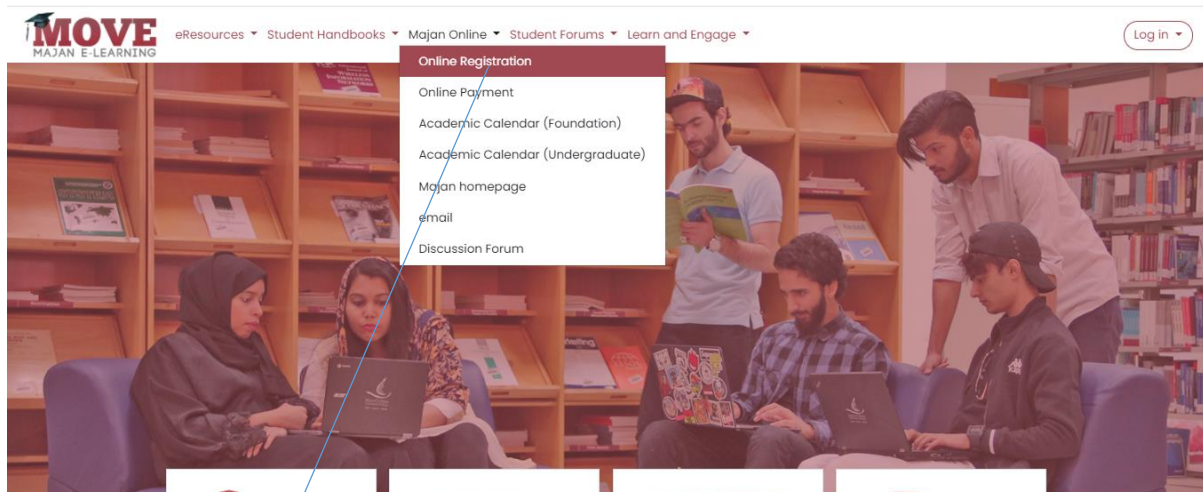 MOVE
MAJAN E-LEARNING
eResources Student Handbooks Majan Online Student Forums Learn and Engage
Log in
Online Registration
Online Payment
Academic Calendar (Foundation)
Academic Calendar (Undergraduate)
Majan homepage
email
Discussion Forum